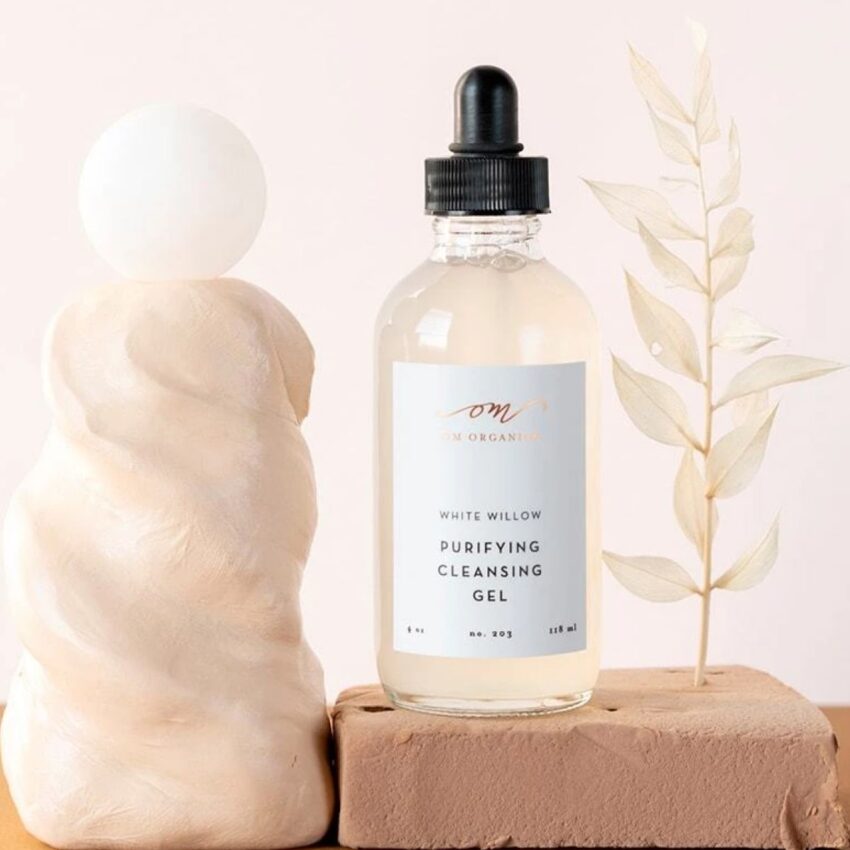 om
OM ORGANICS
WHITE WILLOW
PURIFYING
CLEANSING
GEL
4 oz no. 203 118 ml